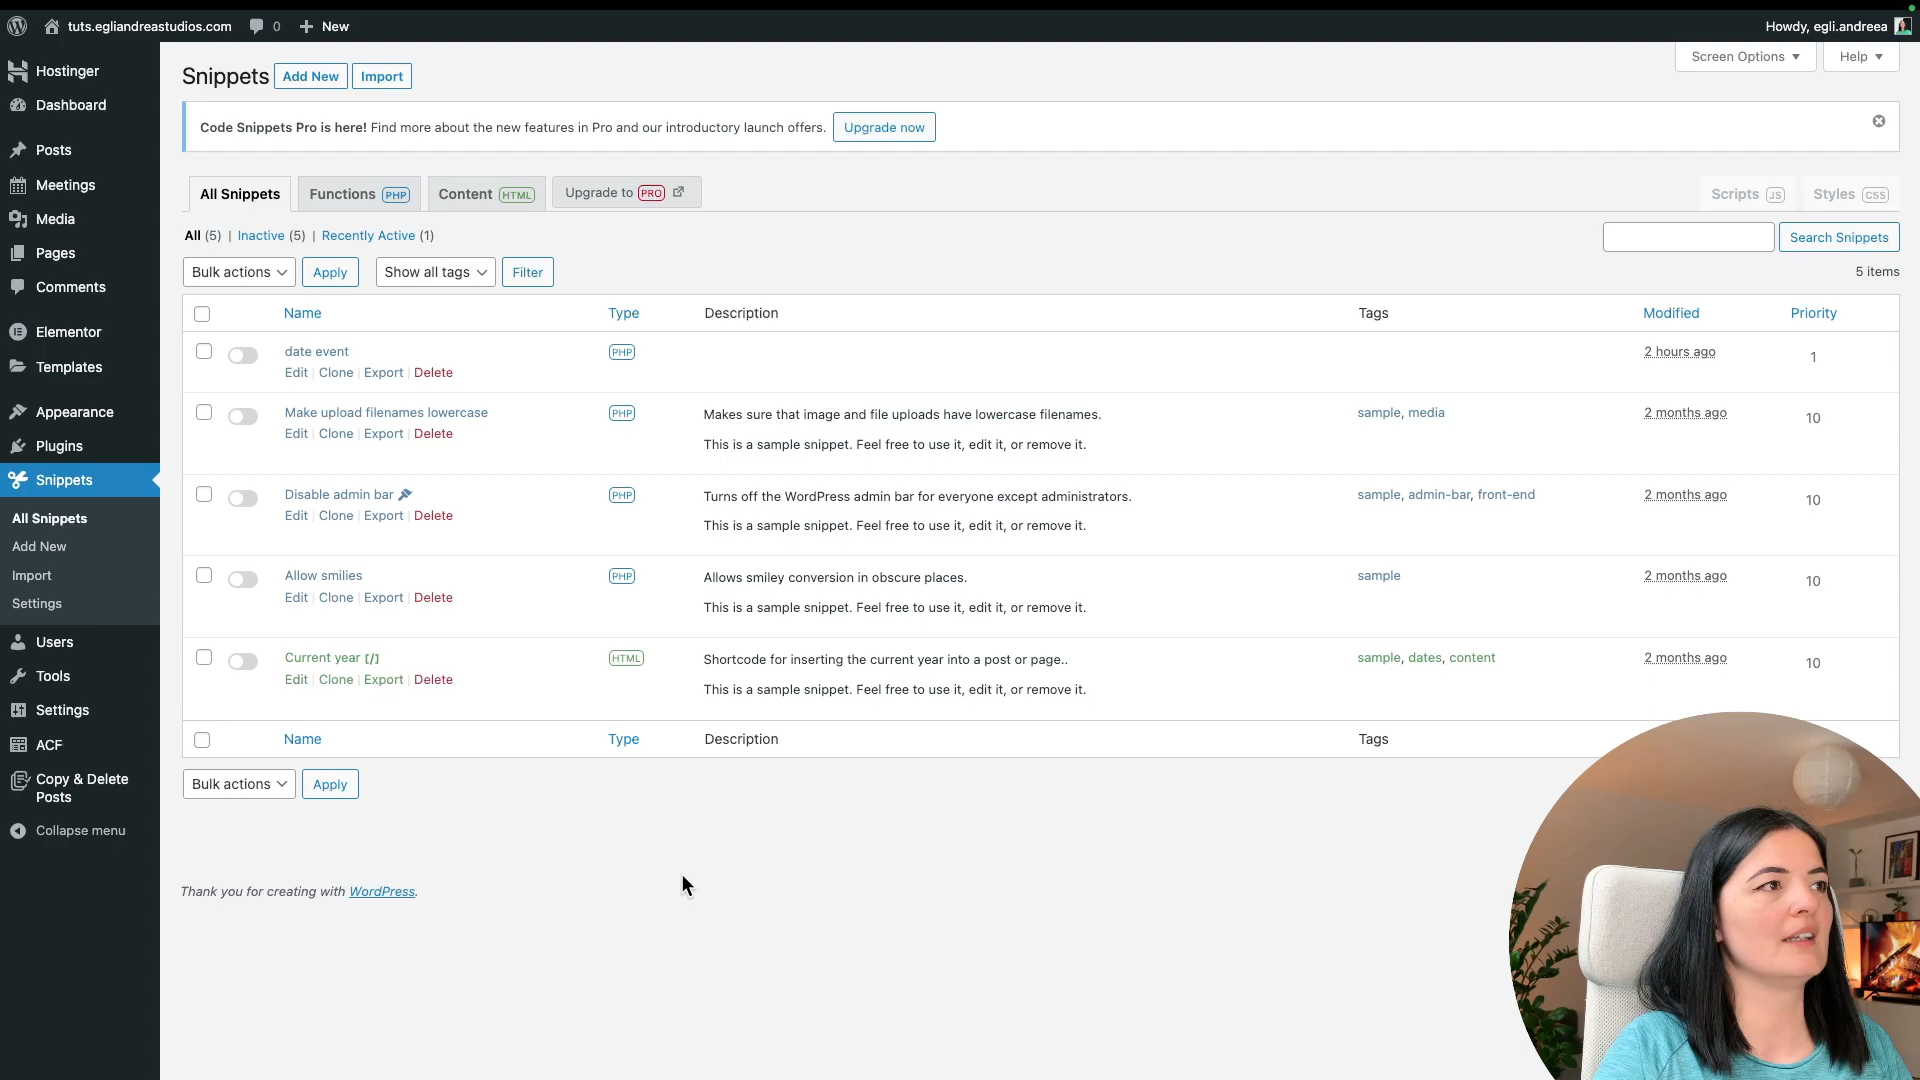 tuts.egliandreastudios.com 0 New Howdy, egli.andreea
Hostinger
Dashboard
Posts
Meetings
Media
Pages
Comments
Elementor
Templates
Appearance
Plugins
Snippets
All Snippets
Add New
Import
Settings
Users
Tools
Settings
ACF
Copy & Delete
Posts
Collapse menu
Screen Options Help
Snippets Add New Import
Code Snippets Pro is here! Find more about the new features in Pro and our introductory launch offers. Upgrade now
All Snippets Functions PHP Content HTML Upgrade to PRO Scripts JS Styles CSS
All (5) | Inactive (5) | Recently Active (1) Search Snippets
Bulk actions Apply Show all tags Filter 5 items
Name Type Description Tags Modified Priority
date event PHP 2 hours ago 1
Edit | Clone | Export | Delete
Make upload filenames lowercase PHP Makes sure that image and file uploads have lowercase filenames. sample, media 2 months ago 10
Edit | Clone | Export | Delete This is a sample snippet. Feel free to use it, edit it, or remove it.
Disable admin bar PHP Turns off the WordPress admin bar for everyone except administrators. sample, admin-bar, front-end 2 months ago 10
Edit | Clone | Export | Delete This is a sample snippet. Feel free to use it, edit it, or remove it.
Allow smilies PHP Allows smiley conversion in obscure places. sample 2 months ago 10
Edit | Clone | Export | Delete This is a sample snippet. Feel free to use it, edit it, or remove it.
Current year [/] HTML Shortcode for inserting the current year into a post or page.. sample, dates, content 2 months ago 10
Edit | Clone | Export | Delete This is a sample snippet. Feel free to use it, edit it, or remove it.
Name Type Description Tags
Bulk actions Apply
Thank you for creating with WordPress.